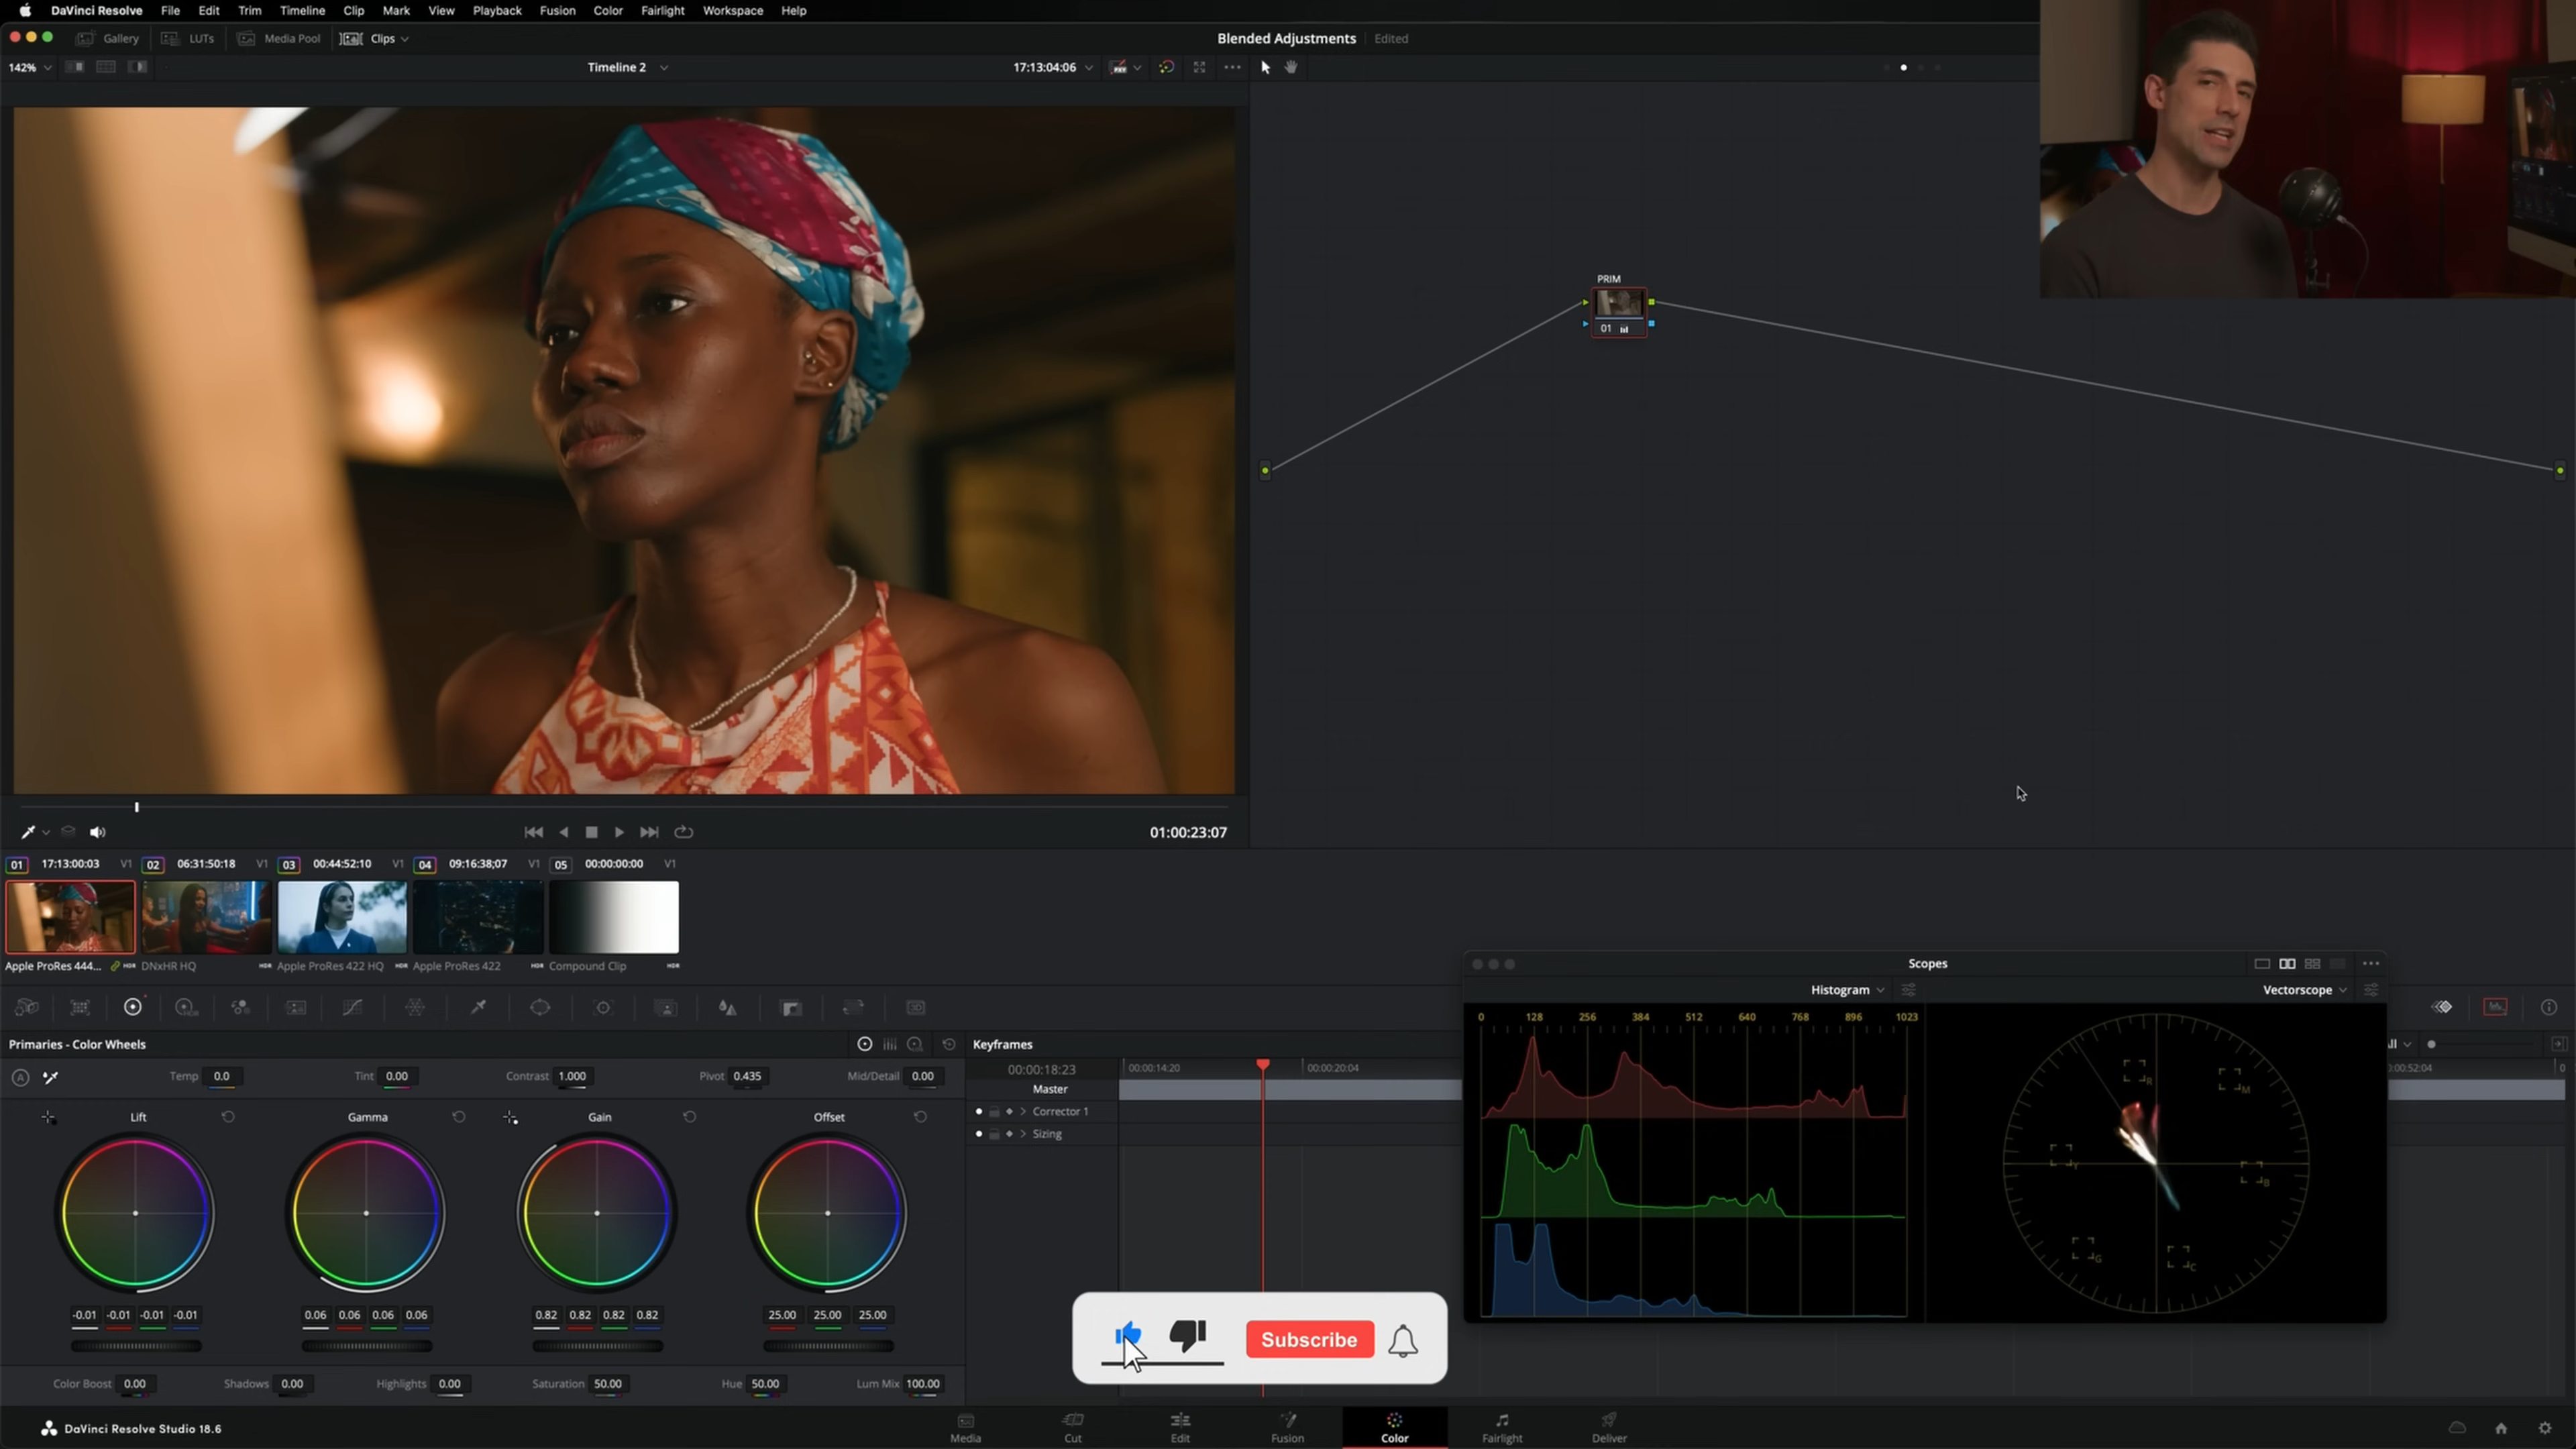 DaVinci Resolve File Edit Trim Timeline Clip Mark View Playback Fusion Color Fairlight Workspace Help
Gallery LUTs Media Pool Clips Blended Adjustments Edited
142% Timeline 2 17:13:04:06
PRIM
01
01:00:23:07
01 17:13:00:03 V1 02 06:31:50:18 V1 03 00:44:52:10 V1 04 09:16:38;07 V1 05 00:00:00:00 V1
Apple ProRes 444... HDR DNxHR HQ HDR Apple ProRes 422 HQ HDR Apple ProRes 422 HDR Compound Clip HDR
Primaries - Color Wheels
A Temp 0.0 Tint 0.00 Contrast 1.000 Pivot 0.435 Mid/Detail 0.00
Lift Gamma Gain Offset
-0.01 -0.01 -0.01 -0.01 0.06 0.06 0.06 0.06 0.82 0.82 0.82 0.82 25.00 25.00 25.00
Color Boost 0.00 Shadows 0.00 Highlights 0.00 Saturation 50.00 Hue 50.00 Lum Mix 100.00
Keyframes
00:00:18:23 00:00:14:20 00:00:20:04
Master
Corrector 1
Sizing
Scopes
Histogram Vectorscope
0 128 256 384 512 640 768 896 1023
R M
Y B
G C
:00:52:04 0
Subscribe
DaVinci Resolve Studio 18.6
Media Cut Edit Fusion Color Fairlight Deliver